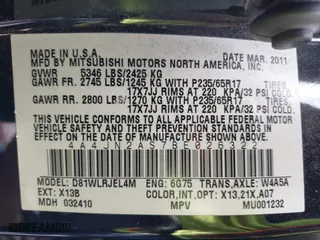 MADE IN U.S.A.
DATE MAR. 2011
MFD BY MITSUBISHI MOTORS NORTH AMERICA, INC.
GVWR 5346 LBS/2425 KG
GAWR FR. 2745 LBS/1245 KG WITH P235/65R17 TIRES,
17X7JJ RIMS AT 220 KPA/32 PSI COLD
GAWR RR. 2800 LBS/1270 KG WITH P235/65R17 TIRES,
17X7JJ RIMS AT 220 KPA/32 PSI COLD
THIS VEHICLE CONFORMS TO ALL APPLICABLE FEDERAL MOTOR
VEHICLE SAFETY STANDARDS IN EFFECT ON THE
DATE OF MANUFACTURE SHOWN ABOVE.
4A4JN2AS1BE026322
MODEL: D81WLRJEL4M ENG: 6G75 TRANS,AXLE: W4A5A
EXT: X13B COLOR,INT,OPT: X13,21X,A07
MDH 032410 MPV MU001232